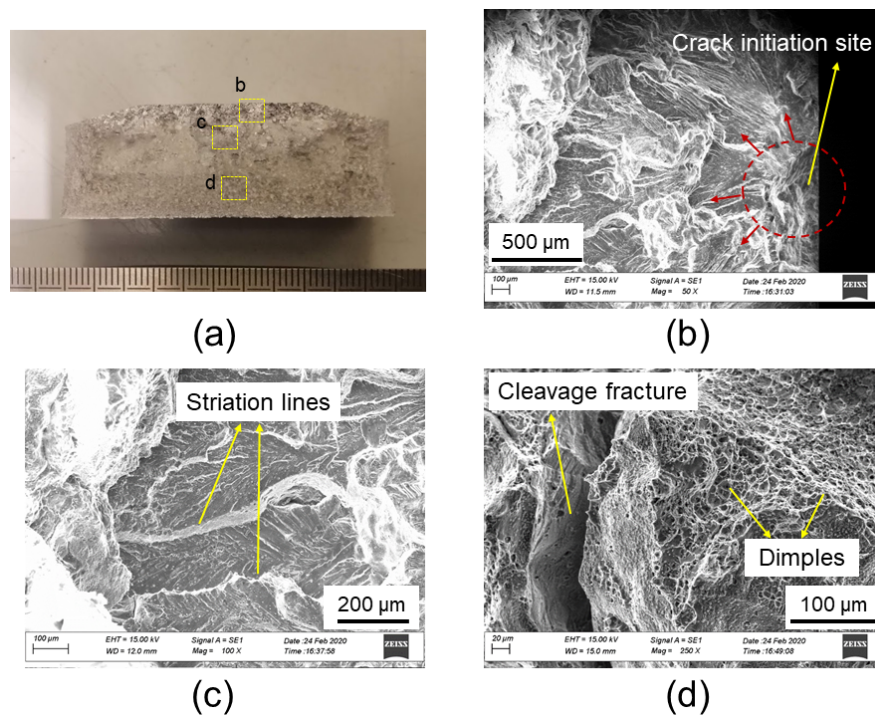 b
c
d
(a)
Crack initiation site
500 µm
100 µm
EHT = 15.00 kV
Signal A = SE1
Date :24 Feb 2020
WD = 11.5 mm
Mag = 50 X
Time :16:31:03
ZEISS
(b)
Striation lines
200 µm
100 µm
EHT = 15.00 kV
Signal A = SE1
Date :24 Feb 2020
WD = 12.0 mm
Mag = 100 X
Time :16:37:58
ZEISS
(c)
Cleavage fracture
Dimples
100 µm
20 µm
EHT = 15.00 kV
Signal A = SE1
Date :24 Feb 2020
WD = 15.0 mm
Mag = 250 X
Time :16:49:08
ZEISS
(d)